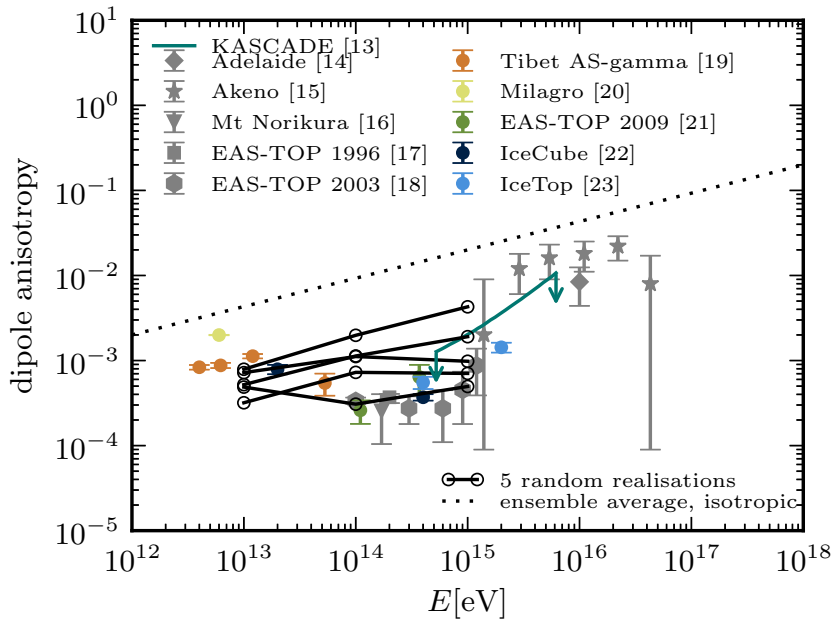 10^1
10^0
10^−1
10^−2
10^−3
10^−4
10^−5
dipole anisotropy
KASCADE [13]
Adelaide [14]
Akeno [15]
Mt Norikura [16]
EAS-TOP 1996 [17]
EAS-TOP 2003 [18]
Tibet AS-gamma [19]
Milagro [20]
EAS-TOP 2009 [21]
IceCube [22]
IceTop [23]
5 random realisations
ensemble average, isotropic
10^12 10^13 10^14 10^15 10^16 10^17 10^18
E[eV]